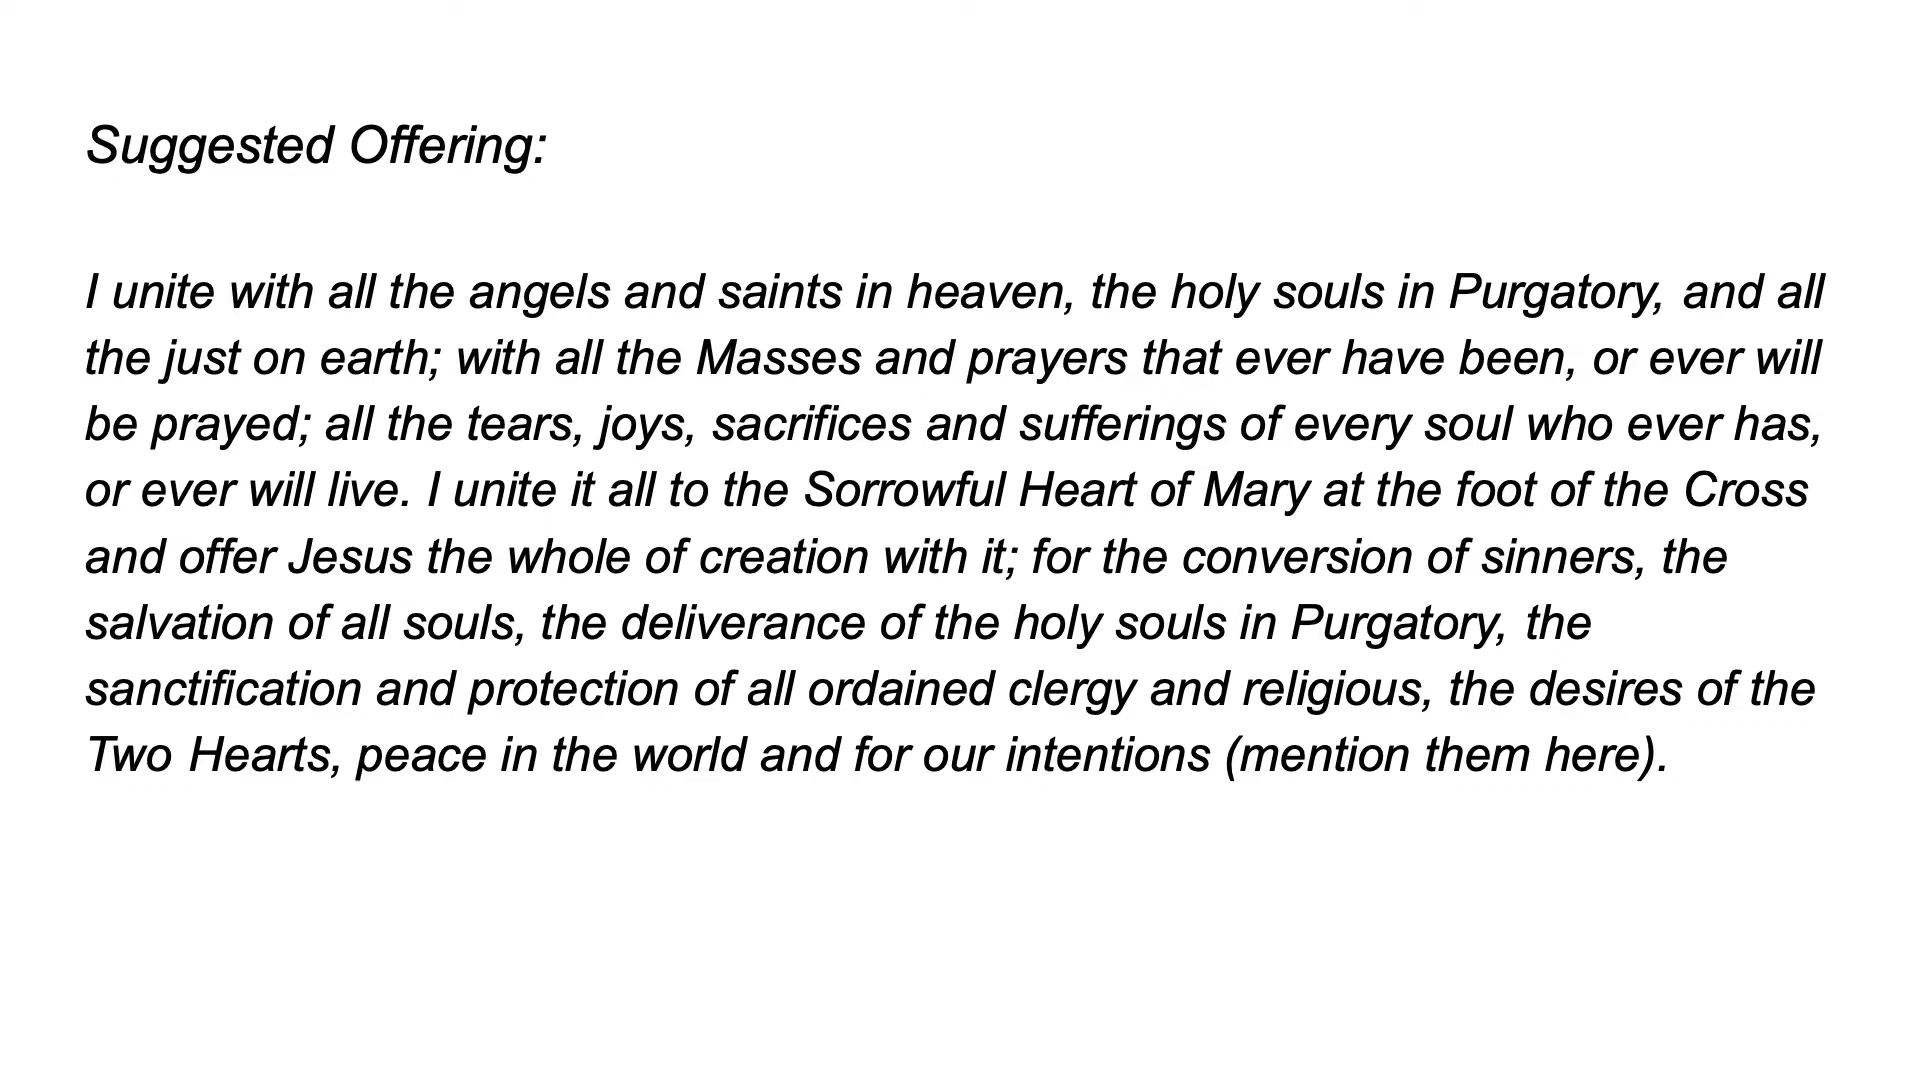 Suggested Offering:
I unite with all the angels and saints in heaven, the holy souls in Purgatory, and all
the just on earth; with all the Masses and prayers that ever have been, or ever will
be prayed; all the tears, joys, sacrifices and sufferings of every soul who ever has,
or ever will live. I unite it all to the Sorrowful Heart of Mary at the foot of the Cross
and offer Jesus the whole of creation with it; for the conversion of sinners, the
salvation of all souls, the deliverance of the holy souls in Purgatory, the
sanctification and protection of all ordained clergy and religious, the desires of the
Two Hearts, peace in the world and for our intentions (mention them here).